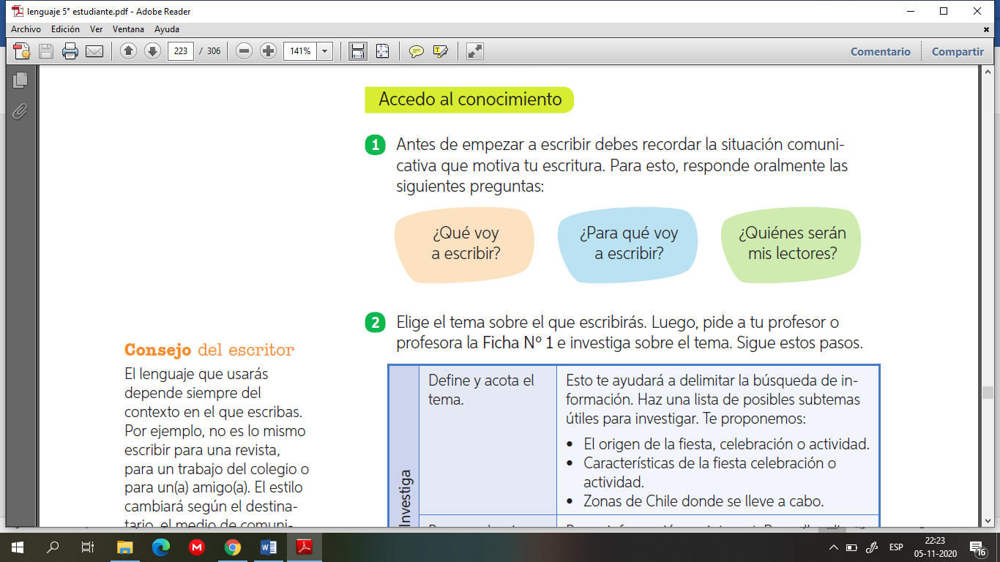 lenguaje 5° estudiante.pdf - Adobe Reader
Archivo Edición Ver Ventana Ayuda
223 / 306 141% Comentario Compartir
Accedo al conocimiento
1 Antes de empezar a escribir debes recordar la situación comuni-
cativa que motiva tu escritura. Para esto, responde oralmente las
siguientes preguntas:
¿Qué voy
a escribir?
¿Para qué voy
a escribir?
¿Quiénes serán
mis lectores?
2 Elige el tema sobre el que escribirás. Luego, pide a tu profesor o
profesora la Ficha Nº 1 e investiga sobre el tema. Sigue estos pasos.
Consejo del escritor
El lenguaje que usarás
depende siempre del
contexto en el que escribas.
Por ejemplo, no es lo mismo
escribir para una revista,
para un trabajo del colegio o
para un(a) amigo(a). El estilo
cambiará según el destina-
tario, el medio de comuni-
Investiga
Define y acota el
tema.
Esto te ayudará a delimitar la búsqueda de in-
formación. Haz una lista de posibles subtemas
útiles para investigar. Te proponemos:
• El origen de la fiesta, celebración o actividad.
• Características de la fiesta celebración o
actividad.
• Zonas de Chile donde se lleve a cabo.
ESP
22:23
05-11-2020
16